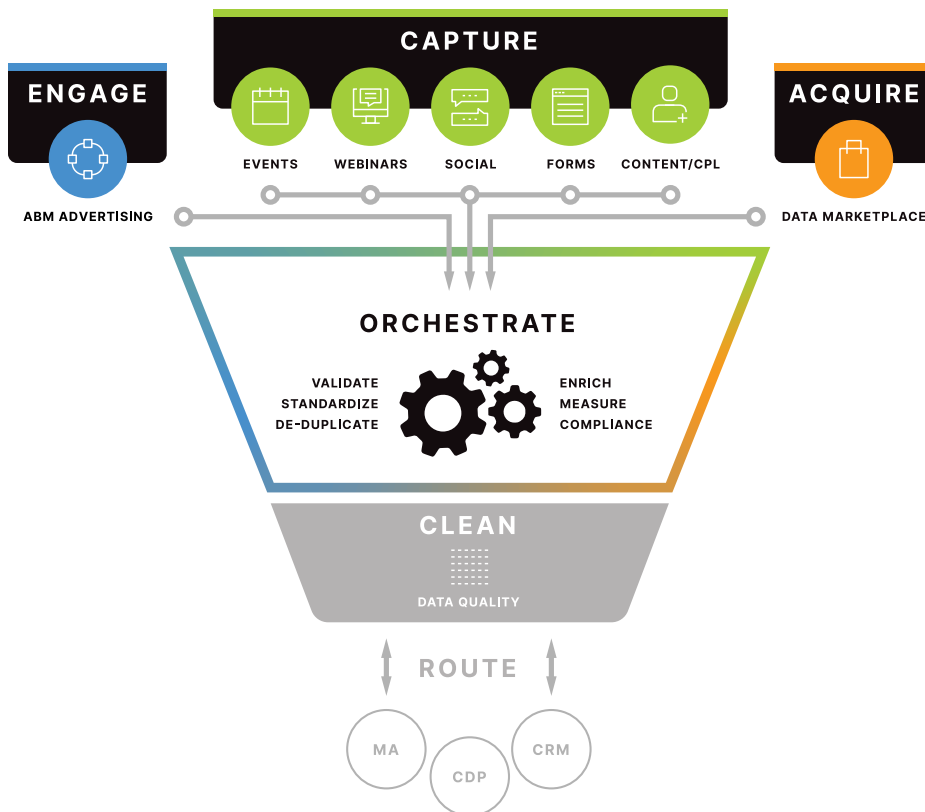 CAPTURE
ENGAGE
ACQUIRE
EVENTS
WEBINARS
SOCIAL
FORMS
CONTENT/CPL
ABM ADVERTISING
DATA MARKETPLACE
ORCHESTRATE
VALIDATE
STANDARDIZE
DE-DUPLICATE
ENRICH
MEASURE
COMPLIANCE
CLEAN
DATA QUALITY
ROUTE
MA
CDP
CRM